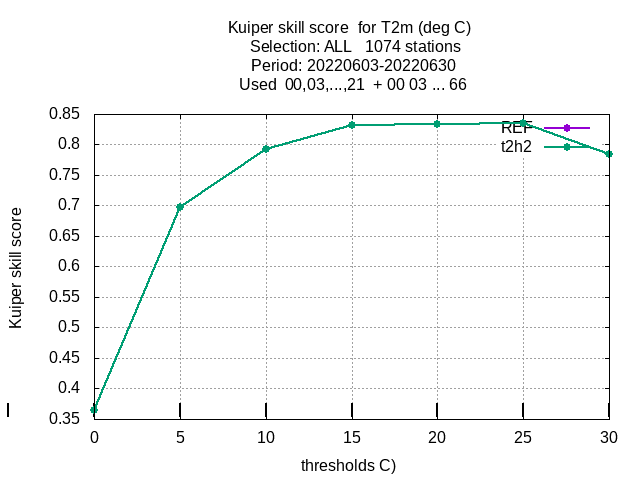 Kuiper skill score  for T2m (deg C)
Selection: ALL   1074 stations
Period: 20220603-20220630
Used  00,03,...,21  + 00 03 ... 66
REF
t2h2
Kuiper skill score
0.85
0.8
0.75
0.7
0.65
0.6
0.55
0.5
0.45
0.4
0.35
0 5 10 15 20 25 30
thresholds C)